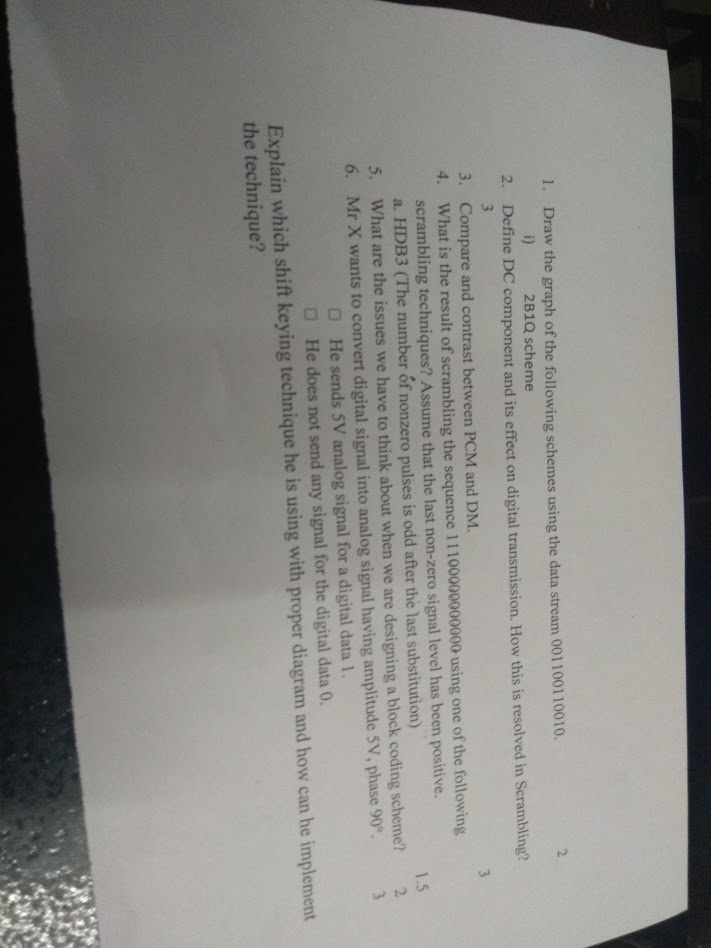 1. Draw the graph of the following schemes using the data stream 001100110010. 2
i) 2B1Q scheme
2. Define DC component and its effect on digital transmission. How this is resolved in Scrambling?
3
3. Compare and contrast between PCM and DM. 3
4. What is the result of scrambling the sequence 11100000000000 using one of the following
scrambling techniques? Assume that the last non-zero signal level has been positive.
a. HDB3 (The number of nonzero pulses is odd after the last substitution) 1.5
5. What are the issues we have to think about when we are designing a block coding scheme? 2
6. Mr X wants to convert digital signal into analog signal having amplitude 5V, phase 90°. 3
□ He sends 5V analog signal for a digital data 1.
□ He does not send any signal for the digital data 0.
Explain which shift keying technique he is using with proper diagram and how can he implement
the technique?